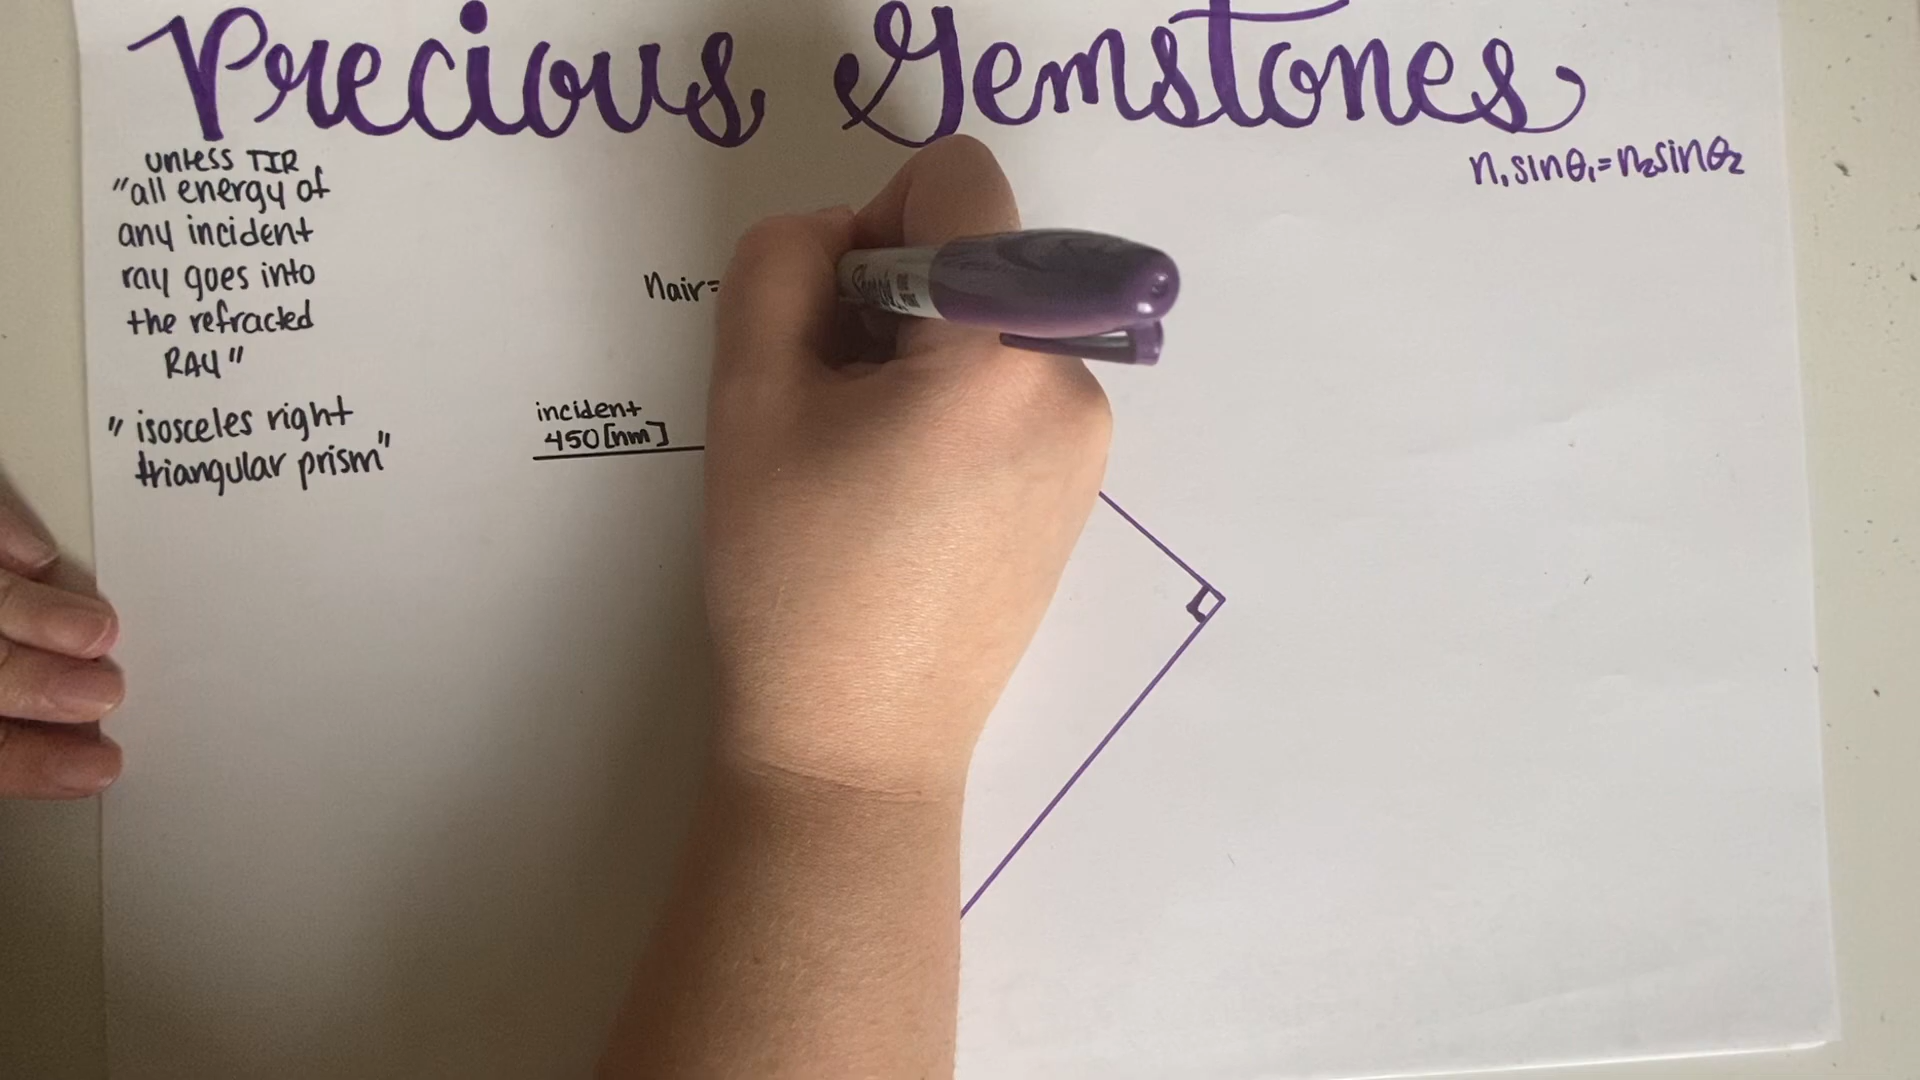 Precious Gemstones
unless TIR
"all energy of
any incident
ray goes into
the refracted
RAY"
n₁sinθ₁=n₂sinθ₂
nair=
incident
450[nm]
"isosceles right
triangular prism"